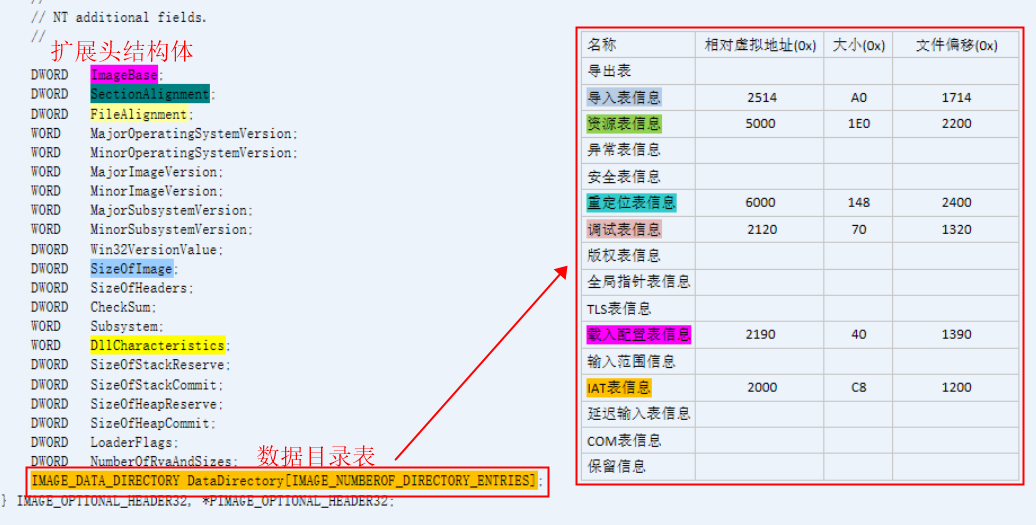 //
// NT additional fields.
//
扩展头结构体
DWORD ImageBase;
DWORD SectionAlignment;
DWORD FileAlignment;
WORD MajorOperatingSystemVersion;
WORD MinorOperatingSystemVersion;
WORD MajorImageVersion;
WORD MinorImageVersion;
WORD MajorSubsystemVersion;
WORD MinorSubsystemVersion;
DWORD Win32VersionValue;
DWORD SizeOfImage;
DWORD SizeOfHeaders;
DWORD CheckSum;
WORD Subsystem;
WORD DllCharacteristics;
DWORD SizeOfStackReserve;
DWORD SizeOfStackCommit;
DWORD SizeOfHeapReserve;
DWORD SizeOfHeapCommit;
DWORD LoaderFlags;
DWORD NumberOfRvaAndSizes;
数据目录表
IMAGE_DATA_DIRECTORY DataDirectory[IMAGE_NUMBEROF_DIRECTORY_ENTRIES];
} IMAGE_OPTIONAL_HEADER32, *PIMAGE_OPTIONAL_HEADER32;
名称 相对虚拟地址(0x) 大小(0x) 文件偏移(0x)
导出表
导入表信息 2514 A0 1714
资源表信息 5000 1E0 2200
异常表信息
安全表信息
重定位表信息 6000 148 2400
调试表信息 2120 70 1320
版权表信息
全局指针表信息
TLS表信息
载入配置表信息 2190 40 1390
输入范围信息
IAT表信息 2000 C8 1200
延迟输入表信息
COM表信息
保留信息